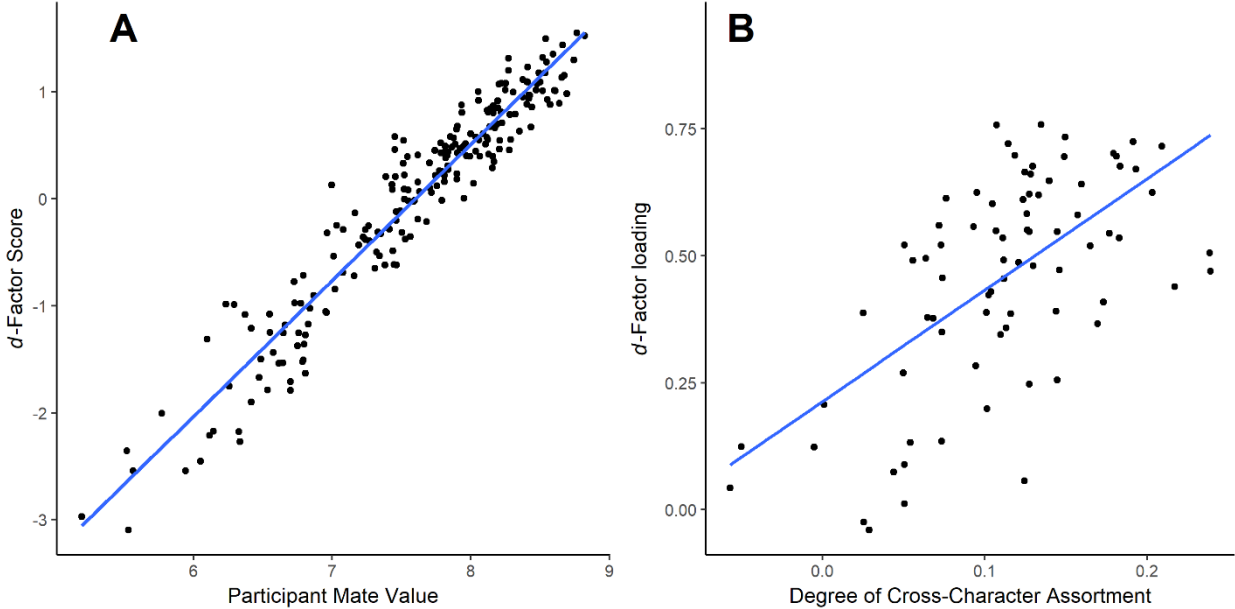 A
1
0
-1
-2
-3
d-Factor Score
6
7
8
9
Participant Mate Value
B
0.75
0.50
0.25
0.00
d-Factor loading
0.0
0.1
0.2
Degree of Cross-Character Assortment